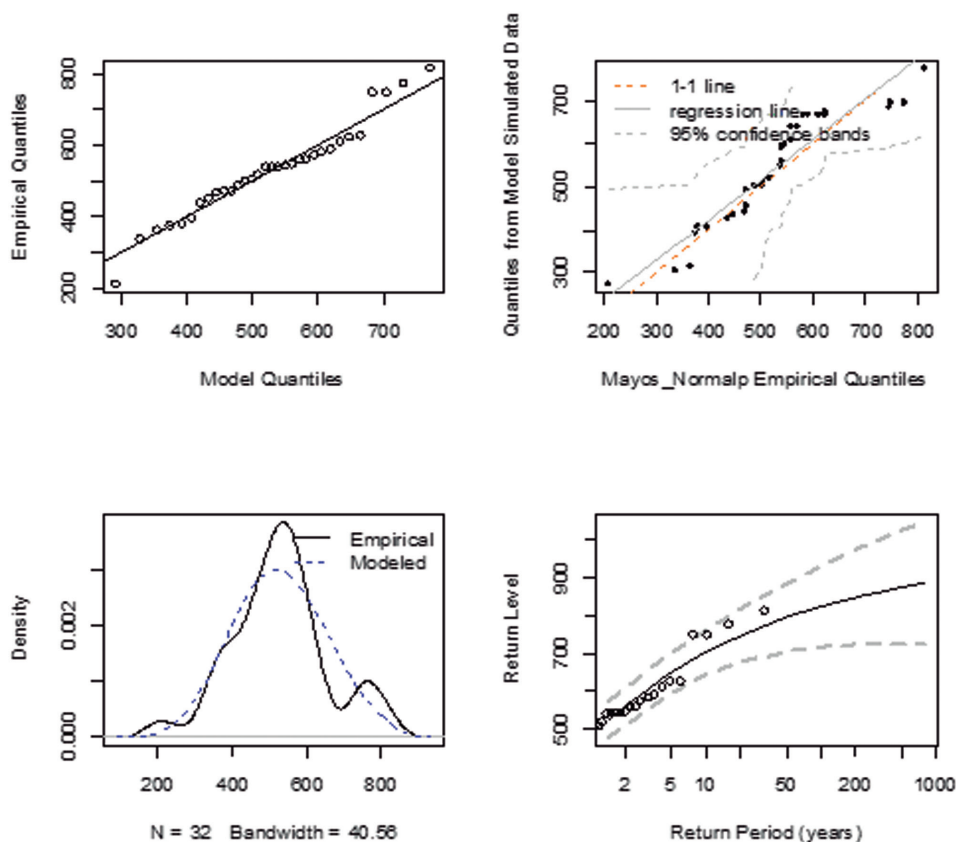 Empirical Quantiles
800
600
400
200
300 400 500 600 700
Model Quantiles
Quantiles from Model Simulated Data
700
500
300
1-1 line
regression line
95% confidence bands
200 300 400 500 600 700 800
Mayos_Normalp Empirical Quantiles
Density
0.002
0.000
Empirical
Modeled
200 400 600 800
N = 32 Bandwidth = 40.56
Return Level
900
700
500
2 5 10 50 200 1000
Return Period (years)